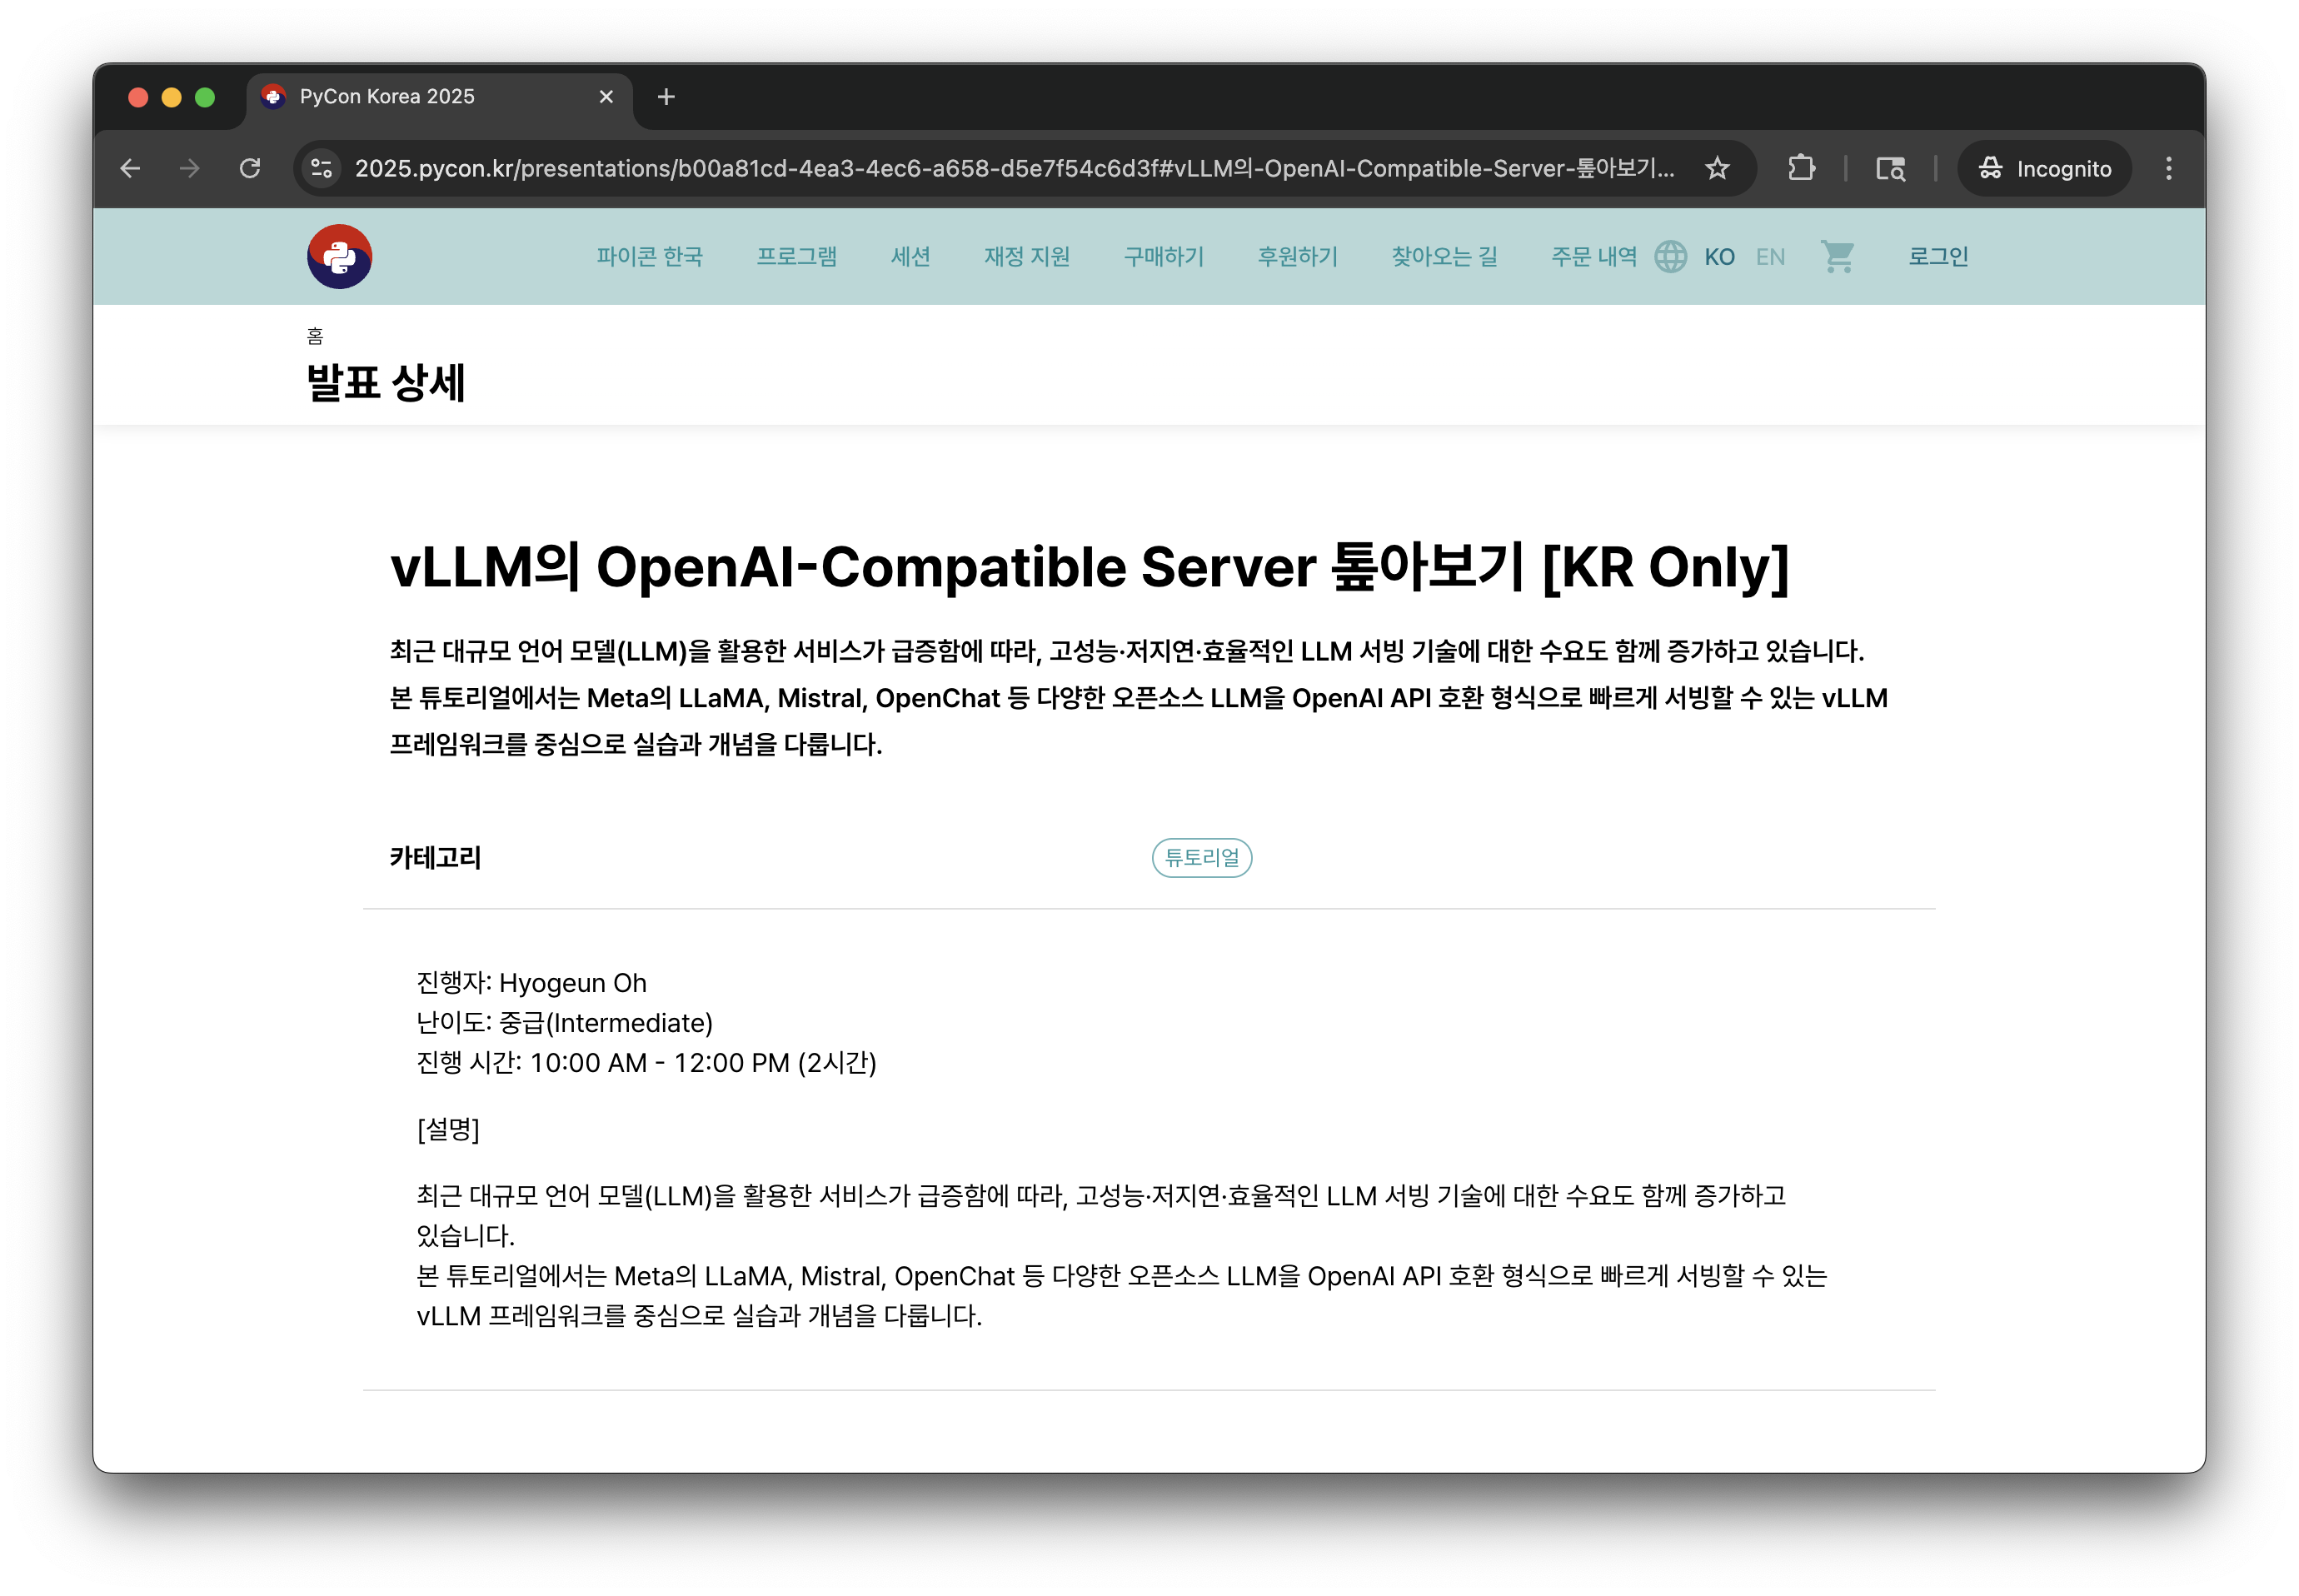 PyCon Korea 2025
2025.pycon.kr/presentations/b00a81cd-4ea3-4ec6-a658-d5e7f54c6d3f#vLLM의-OpenAI-Compatible-Server-톺아보기...
Incognito
파이콘 한국 프로그램 세션 재정 지원 구매하기 후원하기 찾아오는 길 주문 내역 KO EN 로그인
홈
발표 상세
vLLM의 OpenAI-Compatible Server 톺아보기 [KR Only]
최근 대규모 언어 모델(LLM)을 활용한 서비스가 급증함에 따라, 고성능·저지연·효율적인 LLM 서빙 기술에 대한 수요도 함께 증가하고 있습니다.
본 튜토리얼에서는 Meta의 LLaMA, Mistral, OpenChat 등 다양한 오픈소스 LLM을 OpenAI API 호환 형식으로 빠르게 서빙할 수 있는 vLLM
프레임워크를 중심으로 실습과 개념을 다룹니다.
카테고리 튜토리얼
진행자: Hyogeun Oh
난이도: 중급(Intermediate)
진행 시간: 10:00 AM - 12:00 PM (2시간)
[설명]
최근 대규모 언어 모델(LLM)을 활용한 서비스가 급증함에 따라, 고성능·저지연·효율적인 LLM 서빙 기술에 대한 수요도 함께 증가하고
있습니다.
본 튜토리얼에서는 Meta의 LLaMA, Mistral, OpenChat 등 다양한 오픈소스 LLM을 OpenAI API 호환 형식으로 빠르게 서빙할 수 있는
vLLM 프레임워크를 중심으로 실습과 개념을 다룹니다.